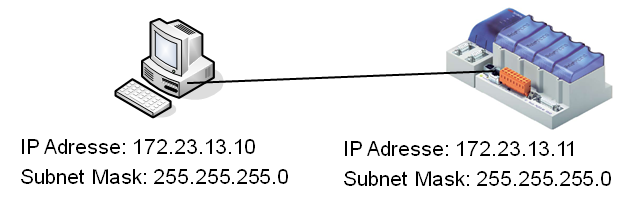 IP Adresse: 172.23.13.10
Subnet Mask: 255.255.255.0
IP Adresse: 172.23.13.11
Subnet Mask: 255.255.255.0